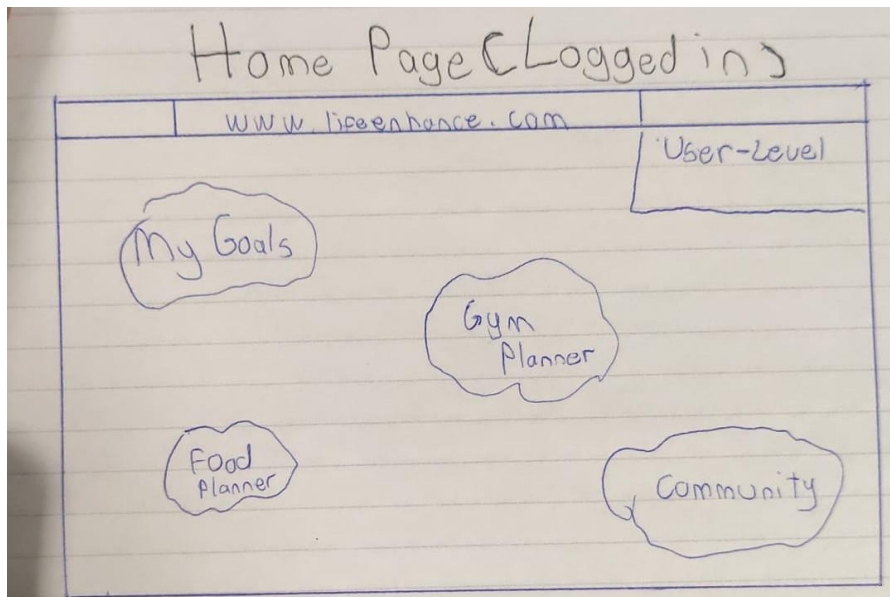 Home Page (Logged in)
www.lifeenhance.com
User-Level
My Goals
Gym
Planner
Food
Planner
Community